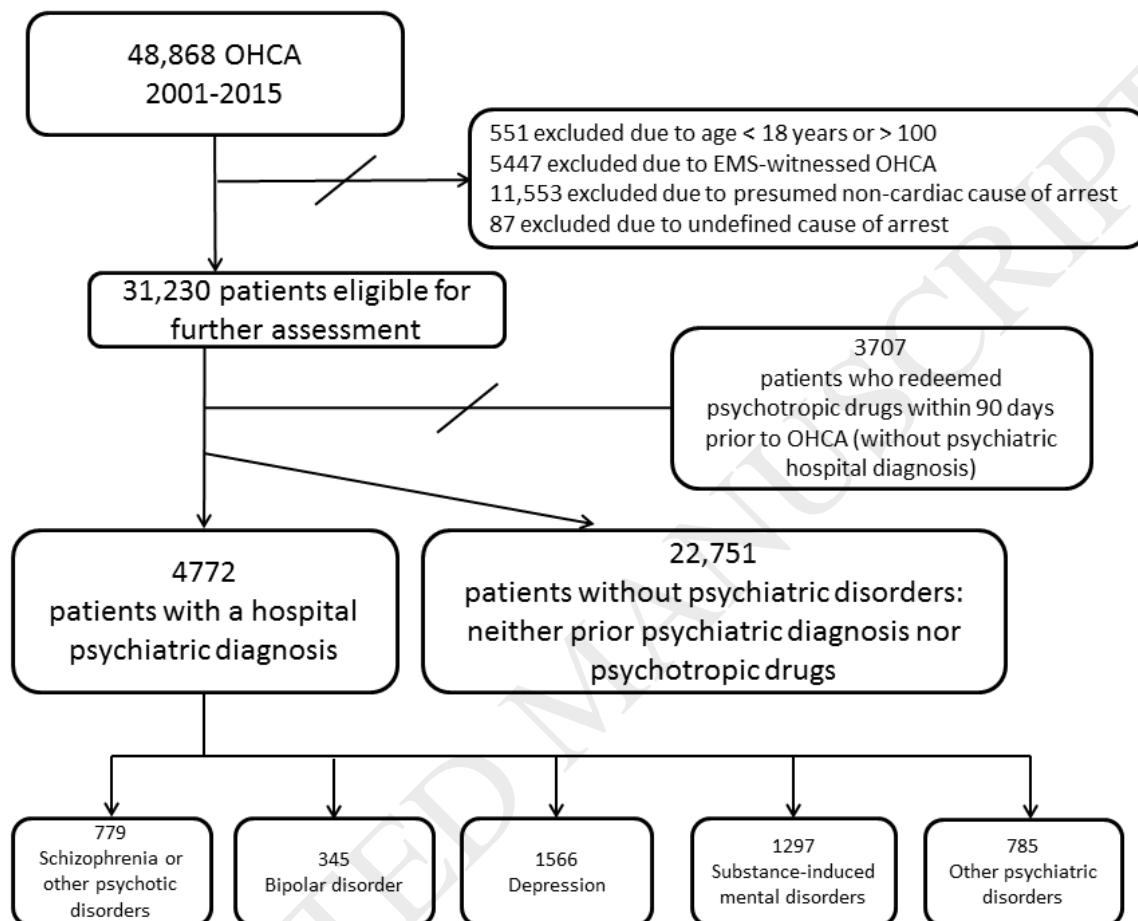 48,868 OHCA
2001-2015
551 excluded due to age < 18 years or > 100
5447 excluded due to EMS-witnessed OHCA
11,553 excluded due to presumed non-cardiac cause of arrest
87 excluded due to undefined cause of arrest
31,230 patients eligible for
further assessment
3707
patients who redeemed
psychotropic drugs within 90 days
prior to OHCA (without psychiatric
hospital diagnosis)
4772
patients with a hospital
psychiatric diagnosis
22,751
patients without psychiatric disorders:
neither prior psychiatric diagnosis nor
psychotropic drugs
779
Schizophrenia or
other psychotic
disorders
345
Bipolar disorder
1566
Depression
1297
Substance-induced
mental disorders
785
Other psychiatric
disorders
TED MANUSCRIPT